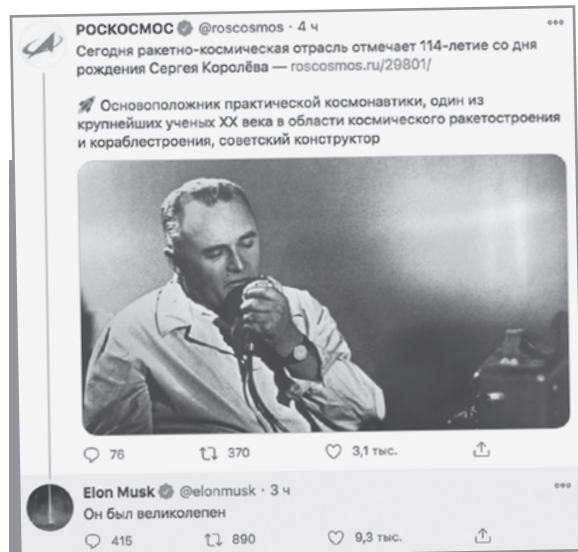 РОСКОСМОС @roscosmos · 4 ч
Сегодня ракетно-космическая отрасль отмечает 114-летие со дня
рождения Сергея Королёва — roscosmos.ru/29801/
🚀 Основоположник практической космонавтики, один из
крупнейших ученых XX века в области космического ракетостроения
и кораблестроения, советский конструктор
76 370 3,1 тыс.
Elon Musk @elonmusk · 3 ч
Он был великолепен
415 890 9,3 тыс.